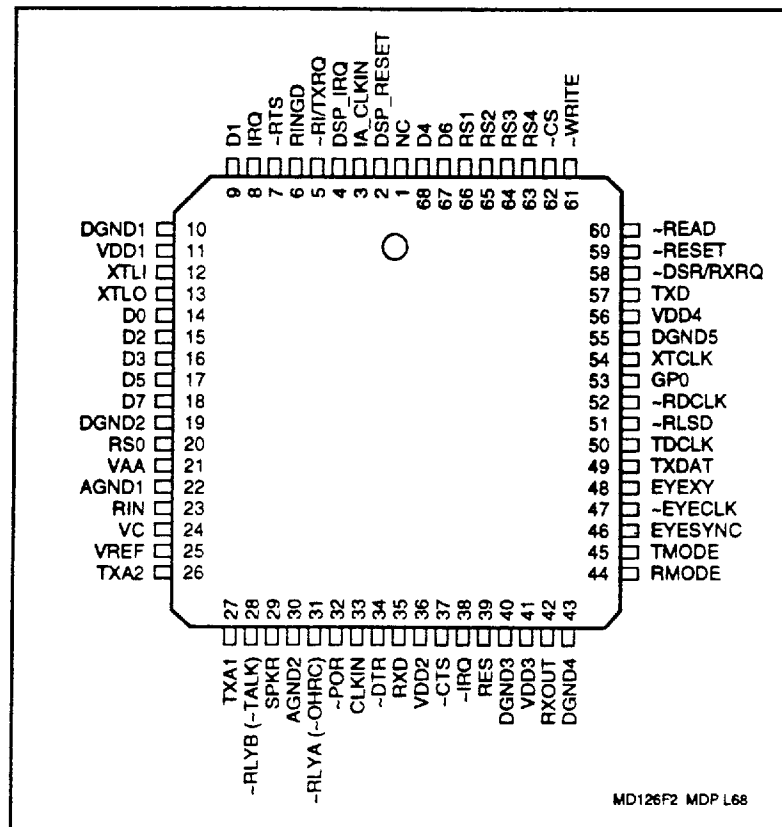 D1
IRQ
~RTS
RINGD
~RI/TXRQ
DSP_IRQ
IA_CLKIN
DSP_RESET
NC
D4
D6
RS1
RS2
RS3
RS4
~CS
~WRITE
9 8 7 6 5 4 3 2 1 68 67 66 65 64 63 62 61
DGND1 10
VDD1 11
XTLI 12
XTLO 13
D0 14
D2 15
D3 16
D5 17
D7 18
DGND2 19
RS0 20
VAA 21
AGND1 22
RIN 23
VC 24
VREF 25
TXA2 26
60 ~READ
59 ~RESET
58 ~DSR/RXRQ
57 TXD
56 VDD4
55 DGND5
54 XTCLK
53 GP0
52 ~RDCLK
51 ~RLSD
50 TDCLK
49 TXDAT
48 EYEXY
47 ~EYECLK
46 EYESYNC
45 TMODE
44 RMODE
27 28 29 30 31 32 33 34 35 36 37 38 39 40 41 42 43
TXA1
~RLYB (~TALK)
SPKR
AGND2
~RLYA (~OHRC)
~POR
CLKIN
~DTR
RXD
VDD2
~CTS
~IRQ
RES
DGND3
VDD3
RXOUT
DGND4
MD126F2 MDP L68